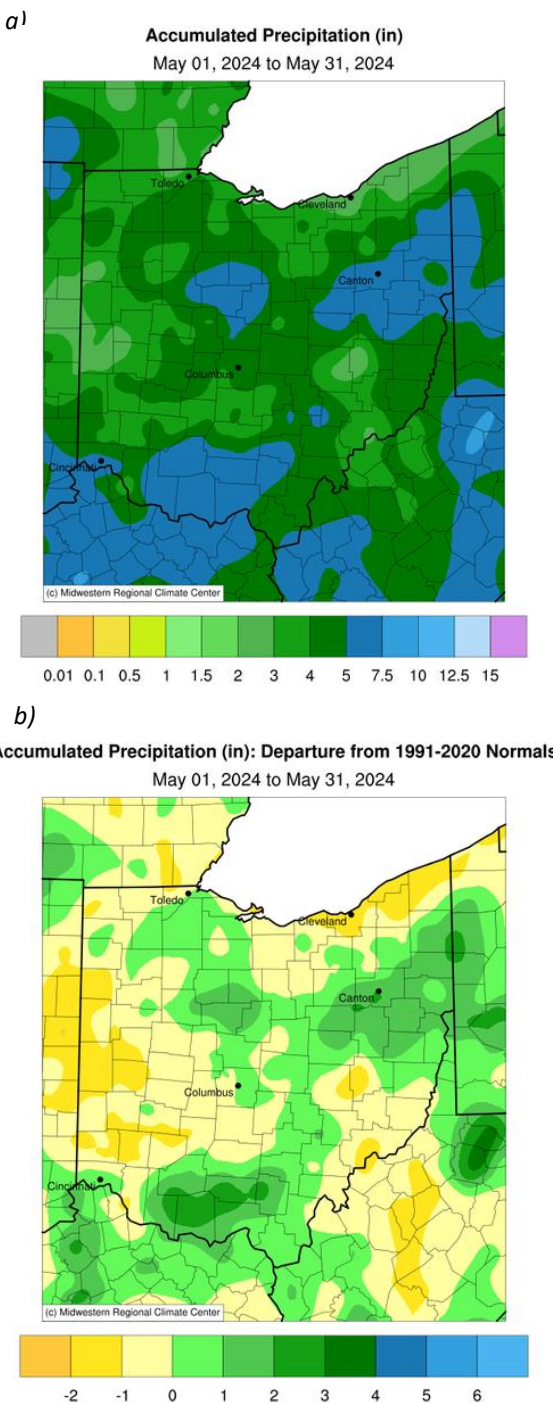 a)
Accumulated Precipitation (in)
May 01, 2024 to May 31, 2024
Toledo
Cleveland
Canton
Columbus
Cincinnati
(c) Midwestern Regional Climate Center
0.01 0.1 0.5 1 1.5 2 3 4 5 7.5 10 12.5 15
b)
Accumulated Precipitation (in): Departure from 1991-2020 Normals
May 01, 2024 to May 31, 2024
Toledo
Cleveland
Canton
Columbus
Cincinnati
(c) Midwestern Regional Climate Center
-2 -1 0 1 2 3 4 5 6